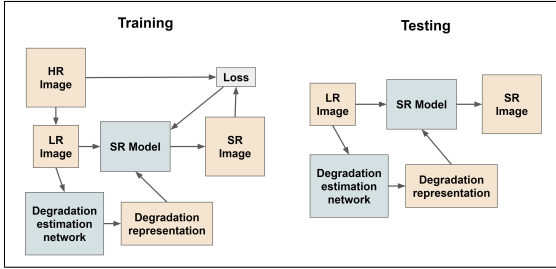 Training
HR
Image
Loss
LR
Image
SR Model
SR
Image
Degradation
estimation
network
Degradation
representation
Testing
LR
Image
SR Model
SR
Image
Degradation
estimation
network
Degradation
representation